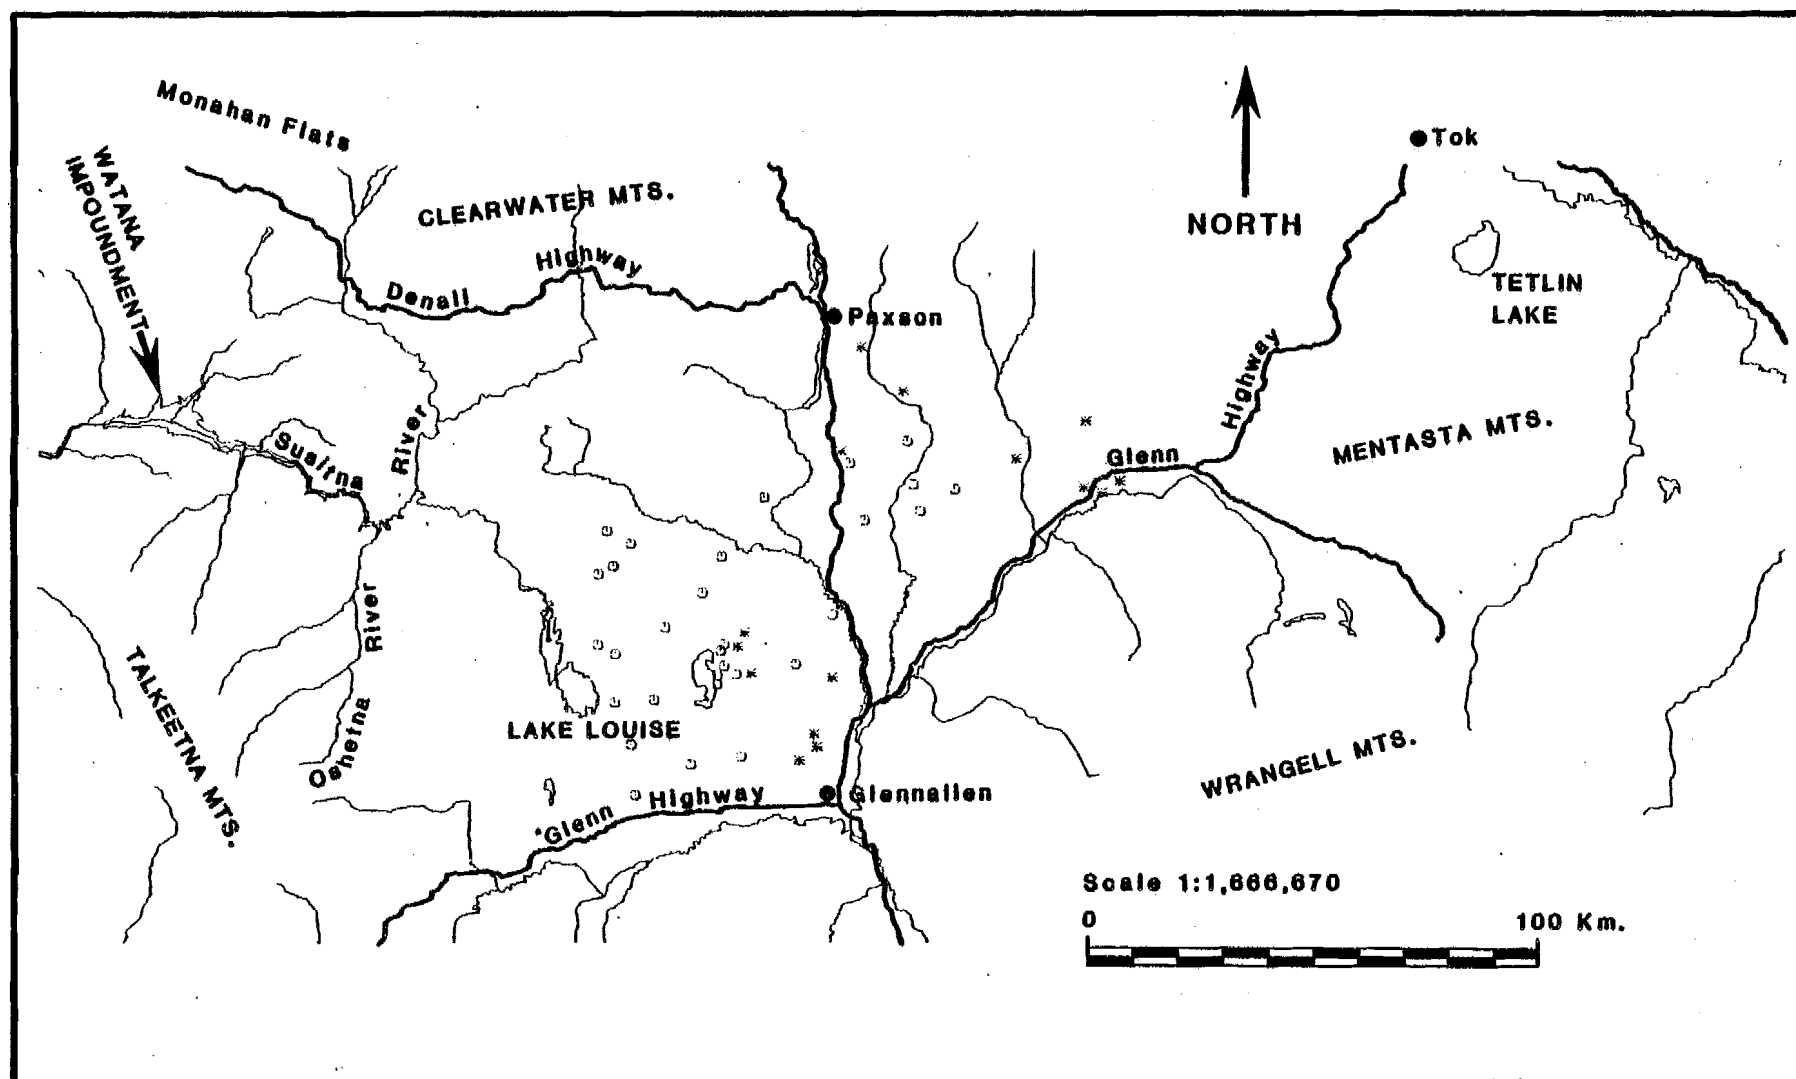 Monahan Flats
WATANA
IMPOUNDMENT
CLEARWATER MTS.
Denali Highway
Paxson
NORTH
Tok
TETLIN
LAKE
Susitna River
Glenn Highway
MENTASTA MTS.
Oshetna River
TALKEETNA MTS.
LAKE LOUISE
WRANGELL MTS.
Glenn Highway
Glennallen
Scale 1:1,666,670
0 100 Km.